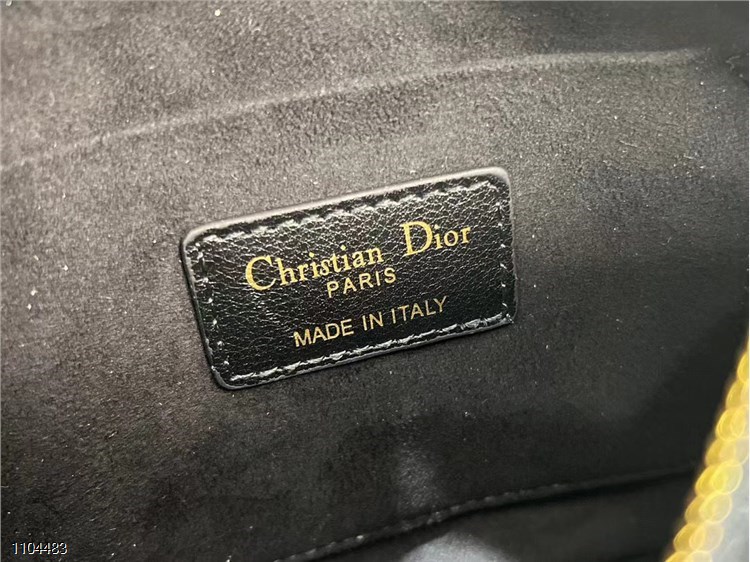 Christian Dior
PARIS
MADE IN ITALY
1104483